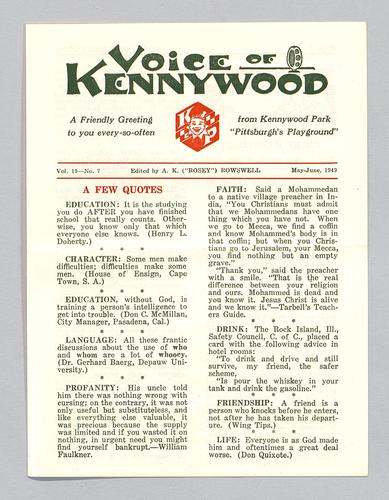 VOICE OF
KENNYWOOD
A Friendly Greeting
to you every-so-often
K P
from Kennywood Park
"Pittsburgh's Playground"
Vol. 19—No. 7
Edited by A. K. ("ROSEY") ROWSWELL
May-June, 1949
A FEW QUOTES
EDUCATION: It is the studying
you do AFTER you have finished
school that really counts. Other-
wise, you know only that which
everyone else knows. (Henry L.
Doherty.)
* * *
CHARACTER: Some men make
difficulties; difficulties make some
men. (House of Ensign, Cape
Town, S. A.)
* * *
EDUCATION, without God, is
training a person's intelligence to
get into trouble. (Don C. McMillan,
City Manager, Pasadena, Cal.)
* * *
LANGUAGE: All these frantic
discussions about the use of who
and whom are a lot of whooey.
(Dr. Gerhard Baerg, Depauw Uni-
versity.)
* * *
PROFANITY: His uncle told
him there was nothing wrong with
cursing; on the contrary, it was not
only useful but substituteless, and
like everything else valuable, it
was precious because the supply
was limited and if you wasted it on
nothing, in urgent need you might
find yourself bankrupt.—William
Faulkner.
FAITH: Said a Mohammedan
to a native village preacher in In-
dia, "You Christians must admit
that we Mohammedans have one
thing which you have not. When
we go to Mecca, we find a coffin
and know Mohammed's body is in
that coffin; but when you Chris-
tians go to Jerusalem, your Mecca,
you find nothing but an empty
grave."
"Thank you," said the preacher
with a smile. "That is the real
difference between your religion
and ours. Mohammed is dead and
you know it. Jesus Christ is alive
and we know it."—Tarbell's Teach-
ers Guide.
* * *
DRINK: The Rock Island, Ill.,
Safety Council, C. of C., placed a
card with the following advice in
hotel rooms:
"To drink and drive and still
survive, my friend, the safer
scheme,
"Is pour the whiskey in your
tank and drink the gasoline."
* * *
FRIENDSHIP: A friend is a
person who knocks before he enters,
not after he has taken his depart-
ure. (Wing Tips.)
* * *
LIFE: Everyone is as God made
him and oftentimes a great deal
worse. (Don Quixote.)